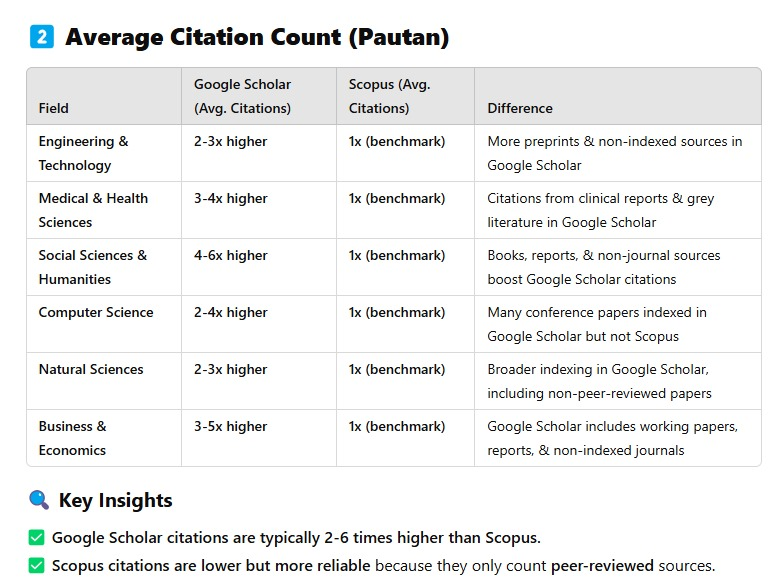 2 Average Citation Count (Pautan)
Google Scholar Scopus (Avg.
Field (Avg. Citations) Citations) Difference
Engineering & 2-3x higher 1x (benchmark) More preprints & non-indexed sources in
Technology Google Scholar
Medical & Health 3-4x higher 1x (benchmark) Citations from clinical reports & grey
Sciences literature in Google Scholar
Social Sciences & 4-6x higher 1x (benchmark) Books, reports, & non-journal sources
Humanities boost Google Scholar citations
Computer Science 2-4x higher 1x (benchmark) Many conference papers indexed in
Google Scholar but not Scopus
Natural Sciences 2-3x higher 1x (benchmark) Broader indexing in Google Scholar,
including non-peer-reviewed papers
Business & 3-5x higher 1x (benchmark) Google Scholar includes working papers,
Economics reports, & non-indexed journals
Key Insights
Google Scholar citations are typically 2-6 times higher than Scopus.
Scopus citations are lower but more reliable because they only count peer-reviewed sources.